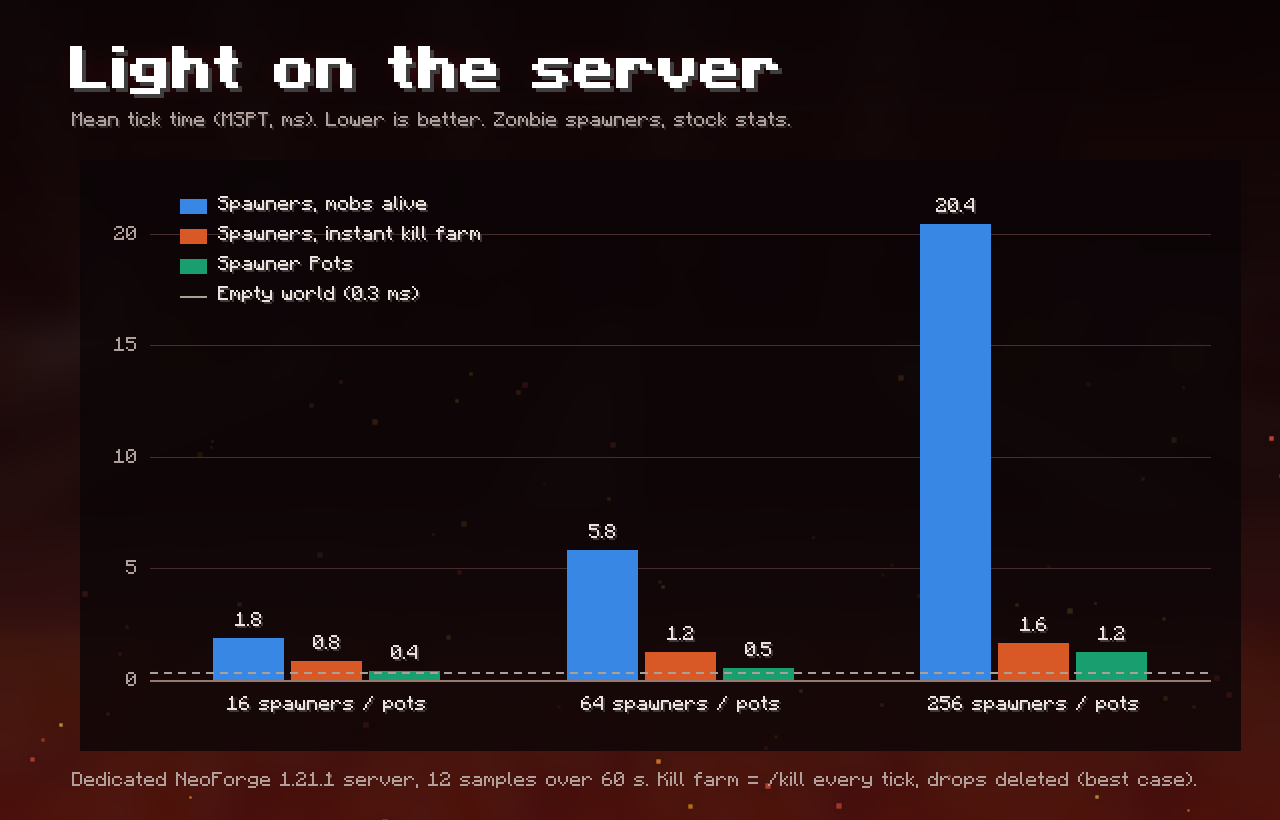 Light on the server
Mean tick time (MSPT, ms). Lower is better. Zombie spawners, stock stats.
Spawners, mobs alive
Spawners, instant kill farm
Spawner Pots
Empty world (0.3 ms)
20
15
10
5
0
1.8
0.8
0.4
5.8
1.2
0.5
20.4
1.6
1.2
16 spawners / pots
64 spawners / pots
256 spawners / pots
Dedicated NeoForge 1.21.1 server, 12 samples over 60 s. Kill farm = /kill every tick, drops deleted (best case).